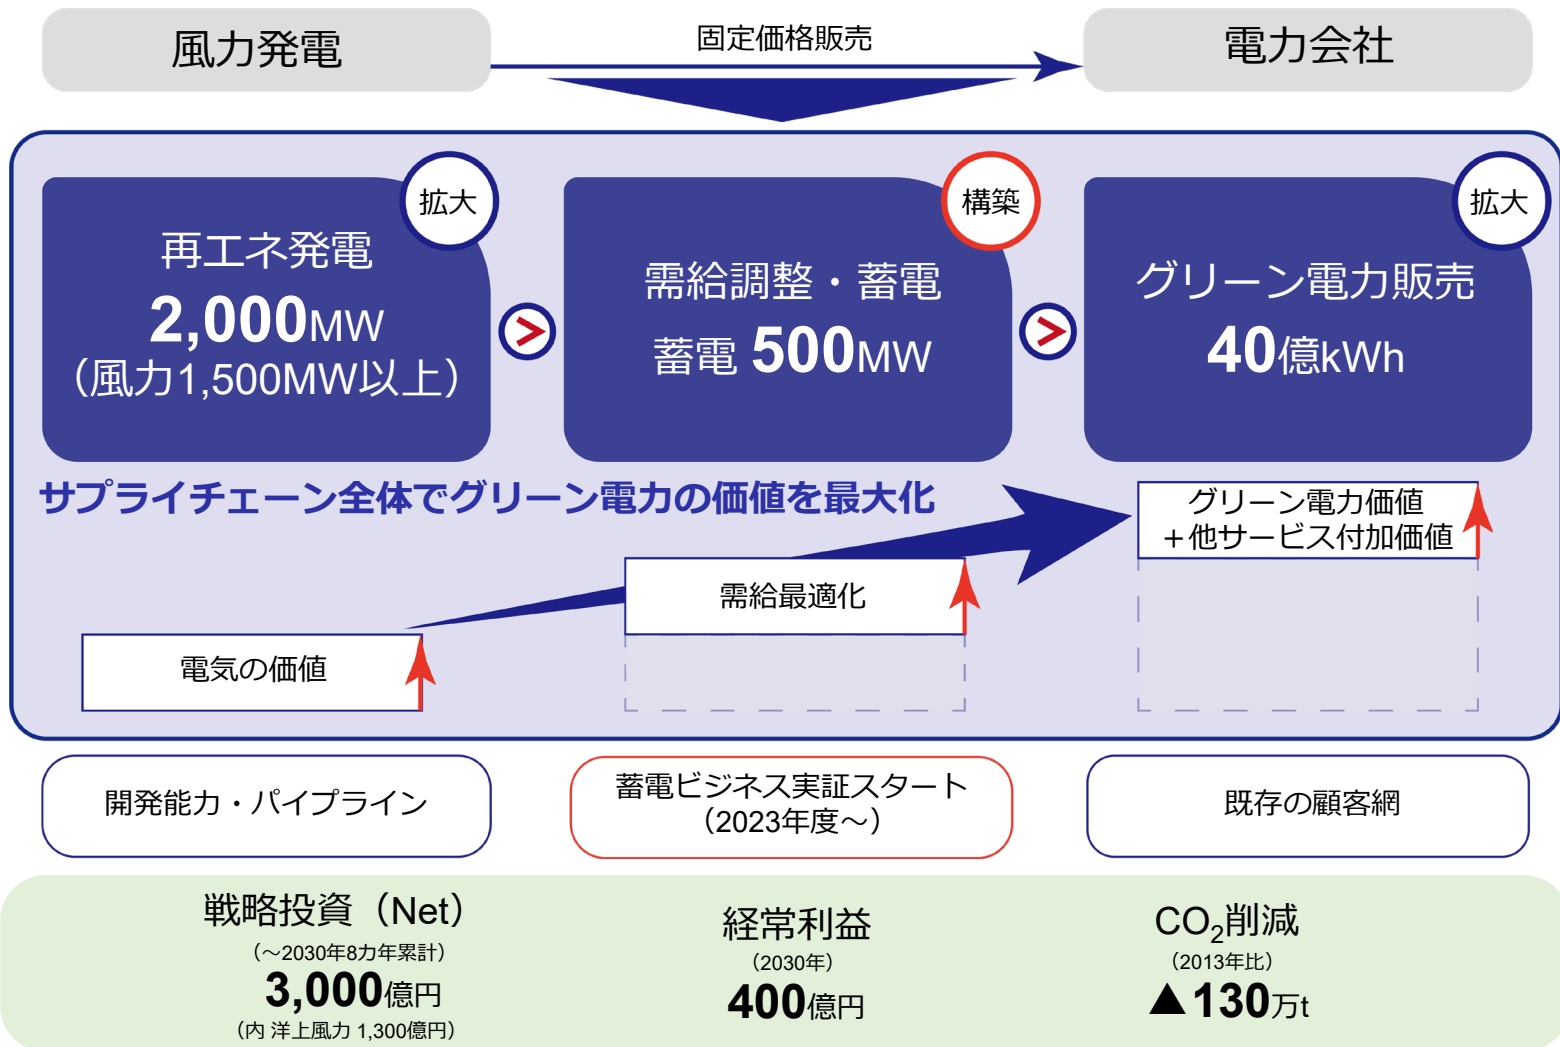 風力発電
固定価格販売
電力会社
拡大
再エネ発電
2,000MW
（風力1,500MW以上）
構築
需給調整・蓄電
蓄電 500MW
拡大
グリーン電力販売
40億kWh
サプライチェーン全体でグリーン電力の価値を最大化
電気の価値
需給最適化
グリーン電力価値
＋他サービス付加価値
開発能力・パイプライン
蓄電ビジネス実証スタート
（2023年度～）
既存の顧客網
戦略投資（Net）
（～2030年8カ年累計）
3,000億円
（内 洋上風力 1,300億円）
経常利益
（2030年）
400億円
CO₂削減
（2013年比）
▲130万t